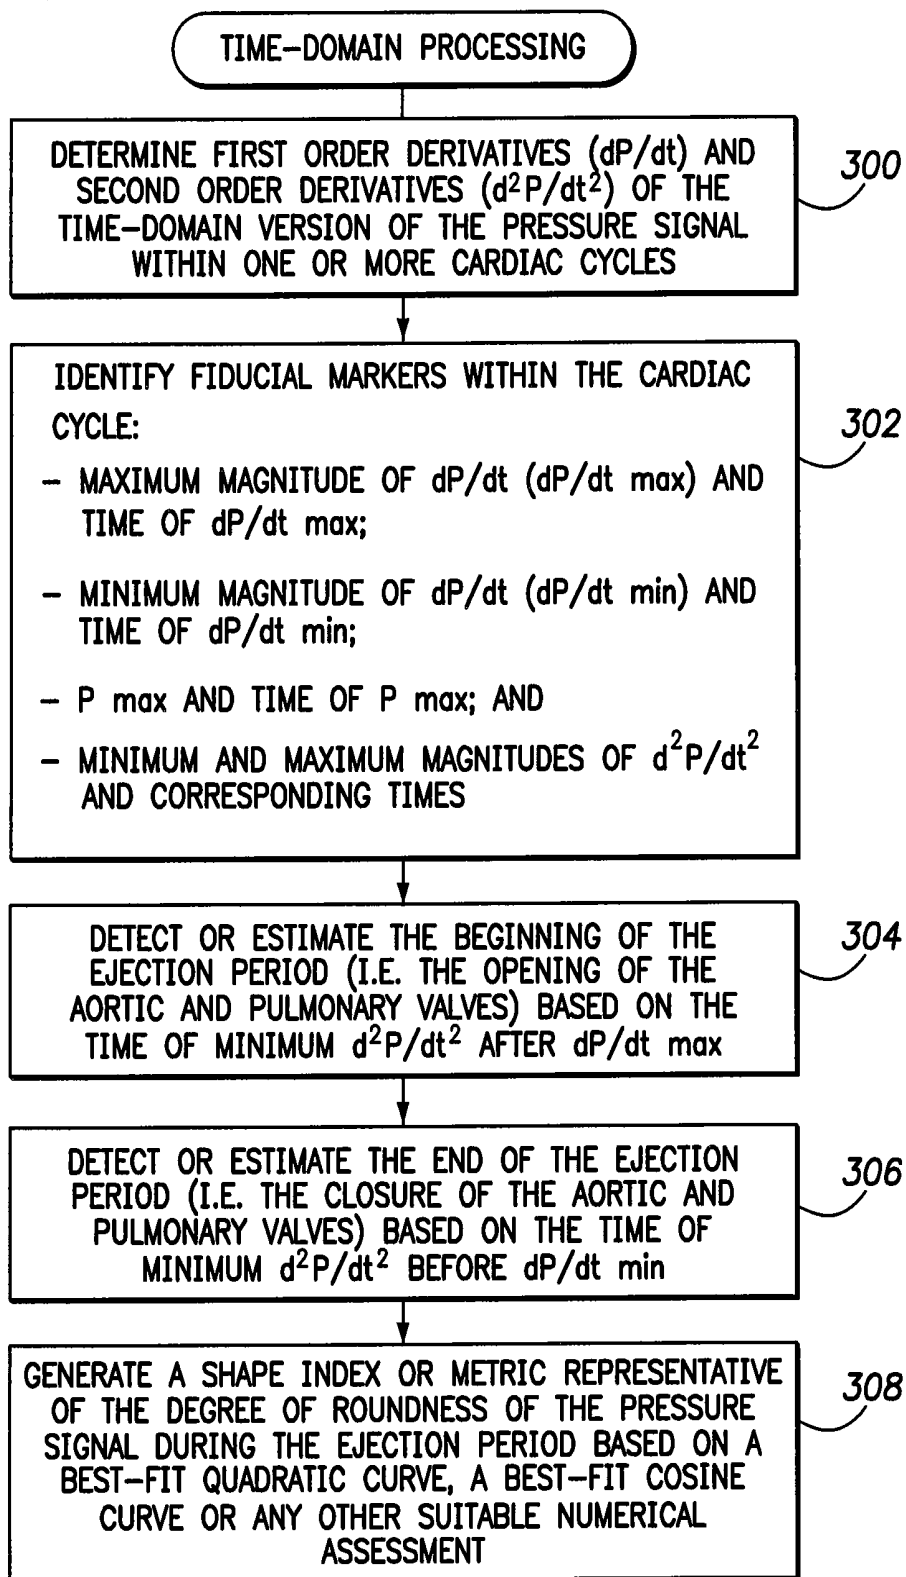 TIME-DOMAIN PROCESSING
DETERMINE FIRST ORDER DERIVATIVES (dP/dt) AND
SECOND ORDER DERIVATIVES (d²P/dt²) OF THE
TIME-DOMAIN VERSION OF THE PRESSURE SIGNAL
WITHIN ONE OR MORE CARDIAC CYCLES
300
IDENTIFY FIDUCIAL MARKERS WITHIN THE CARDIAC
CYCLE:
302
– MAXIMUM MAGNITUDE OF dP/dt (dP/dt max) AND
TIME OF dP/dt max;
– MINIMUM MAGNITUDE OF dP/dt (dP/dt min) AND
TIME OF dP/dt min;
– P max AND TIME OF P max; AND
– MINIMUM AND MAXIMUM MAGNITUDES OF d²P/dt²
AND CORRESPONDING TIMES
DETECT OR ESTIMATE THE BEGINNING OF THE
EJECTION PERIOD (I.E. THE OPENING OF THE
AORTIC AND PULMONARY VALVES) BASED ON THE
TIME OF MINIMUM d²P/dt² AFTER dP/dt max
304
DETECT OR ESTIMATE THE END OF THE EJECTION
PERIOD (I.E. THE CLOSURE OF THE AORTIC AND
PULMONARY VALVES) BASED ON THE TIME OF
MINIMUM d²P/dt² BEFORE dP/dt min
306
GENERATE A SHAPE INDEX OR METRIC REPRESENTATIVE
OF THE DEGREE OF ROUNDNESS OF THE PRESSURE
SIGNAL DURING THE EJECTION PERIOD BASED ON A
BEST-FIT QUADRATIC CURVE, A BEST-FIT COSINE
CURVE OR ANY OTHER SUITABLE NUMERICAL
ASSESSMENT
308